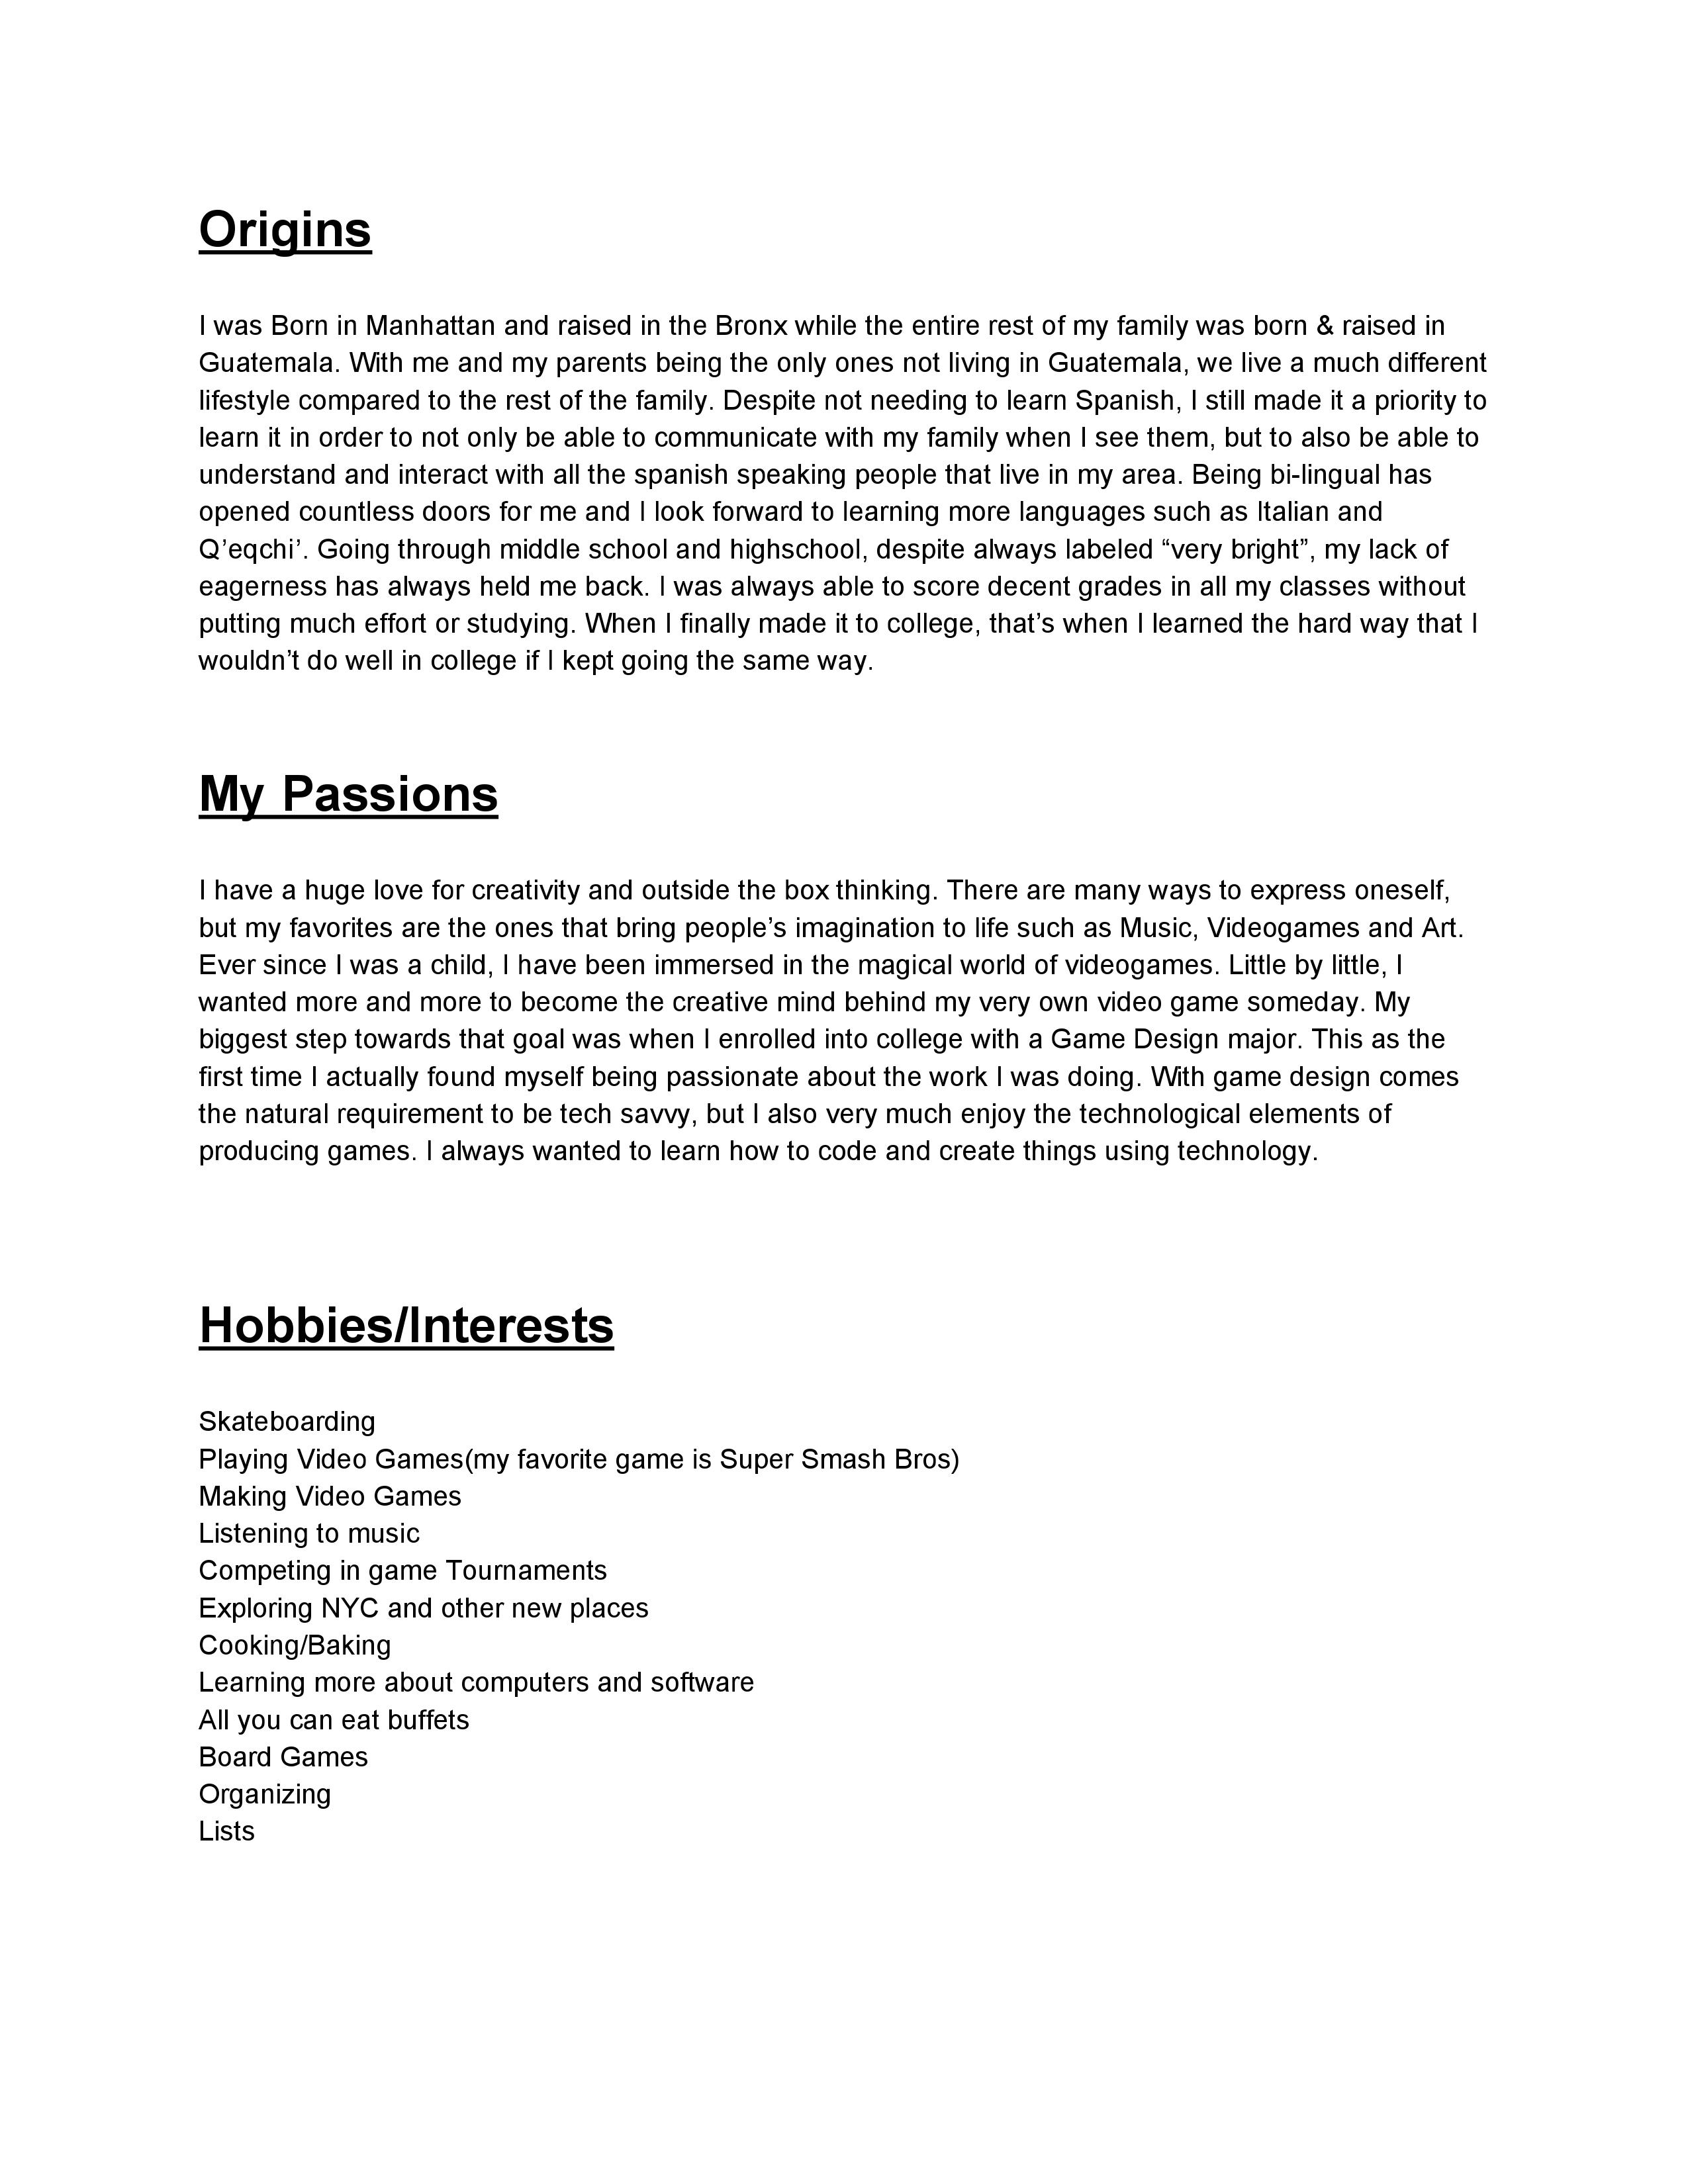 Origins
I was Born in Manhattan and raised in the Bronx while the entire rest of my family was born & raised in
Guatemala. With me and my parents being the only ones not living in Guatemala, we live a much different
lifestyle compared to the rest of the family. Despite not needing to learn Spanish, I still made it a priority to
learn it in order to not only be able to communicate with my family when I see them, but to also be able to
understand and interact with all the spanish speaking people that live in my area. Being bi-lingual has
opened countless doors for me and I look forward to learning more languages such as Italian and
Q’eqchi’. Going through middle school and highschool, despite always labeled “very bright”, my lack of
eagerness has always held me back. I was always able to score decent grades in all my classes without
putting much effort or studying. When I finally made it to college, that’s when I learned the hard way that I
wouldn’t do well in college if I kept going the same way.
My Passions
I have a huge love for creativity and outside the box thinking. There are many ways to express oneself,
but my favorites are the ones that bring people’s imagination to life such as Music, Videogames and Art.
Ever since I was a child, I have been immersed in the magical world of videogames. Little by little, I
wanted more and more to become the creative mind behind my very own video game someday. My
biggest step towards that goal was when I enrolled into college with a Game Design major. This as the
first time I actually found myself being passionate about the work I was doing. With game design comes
the natural requirement to be tech savvy, but I also very much enjoy the technological elements of
producing games. I always wanted to learn how to code and create things using technology.
Hobbies/Interests
Skateboarding
Playing Video Games(my favorite game is Super Smash Bros)
Making Video Games
Listening to music
Competing in game Tournaments
Exploring NYC and other new places
Cooking/Baking
Learning more about computers and software
All you can eat buffets
Board Games
Organizing
Lists